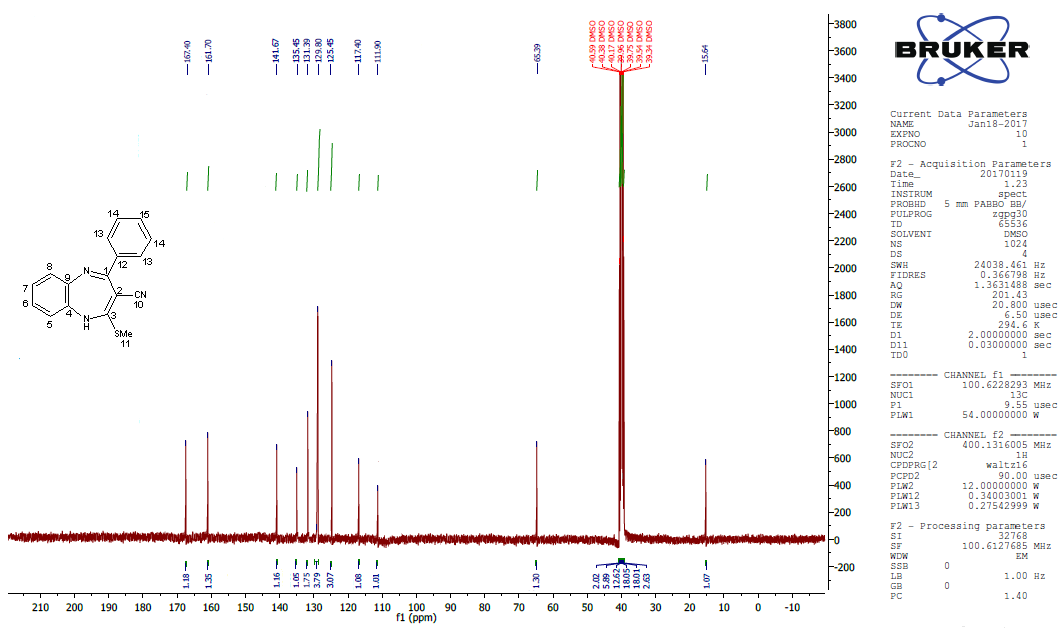 167.40
161.70
141.67
135.45
131.39
129.80
125.45
117.40
111.90
65.39
40.59 DMSO
40.38 DMSO
40.17 DMSO
39.96 DMSO
39.75 DMSO
39.54 DMSO
39.34 DMSO
15.64
3800
3600
3400
3200
3000
2800
2600
2400
2200
2000
1800
1600
1400
1200
1000
800
600
400
200
0
-200
14
15
13
14
13
12
N
1
8
9
2
CN
10
7
6
4
3
5
N
H
SMe
11
1.18
1.35
1.16
1.05
1.75
3.79
3.07
1.08
1.01
1.30
2.02
5.89
12.62
18.05
18.01
2.63
1.07
210 200 190 180 170 160 150 140 130 120 110 100 90 80 70 60 50 40 30 20 10 0 -10
f1 (ppm)
BRUKER
Current Data Parameters
NAME Jan18-2017
EXPNO 10
PROCNO 1
F2 - Acquisition Parameters
Date_ 20170119
Time 1.23
INSTRUM spect
PROBHD 5 mm PABBO BB/
PULPROG zgpg30
TD 65536
SOLVENT DMSO
NS 1024
DS 4
SWH 24038.461 Hz
FIDRES 0.366798 Hz
AQ 1.3631488 sec
RG 201.43
DW 20.800 usec
DE 6.50 usec
TE 294.6 K
D1 2.00000000 sec
D11 0.03000000 sec
TD0 1
======== CHANNEL f1 ========
SFO1 100.6228293 MHz
NUC1 13C
P1 9.55 usec
PLW1 54.00000000 W
======== CHANNEL f2 ========
SFO2 400.1316005 MHz
NUC2 1H
CPDPRG[2 waltz16
PCPD2 90.00 usec
PLW2 12.00000000 W
PLW12 0.34003001 W
PLW13 0.27542999 W
F2 - Processing parameters
SI 32768
SF 100.6127685 MHz
WDW EM
SSB 0
LB 1.00 Hz
GB 0
PC 1.40